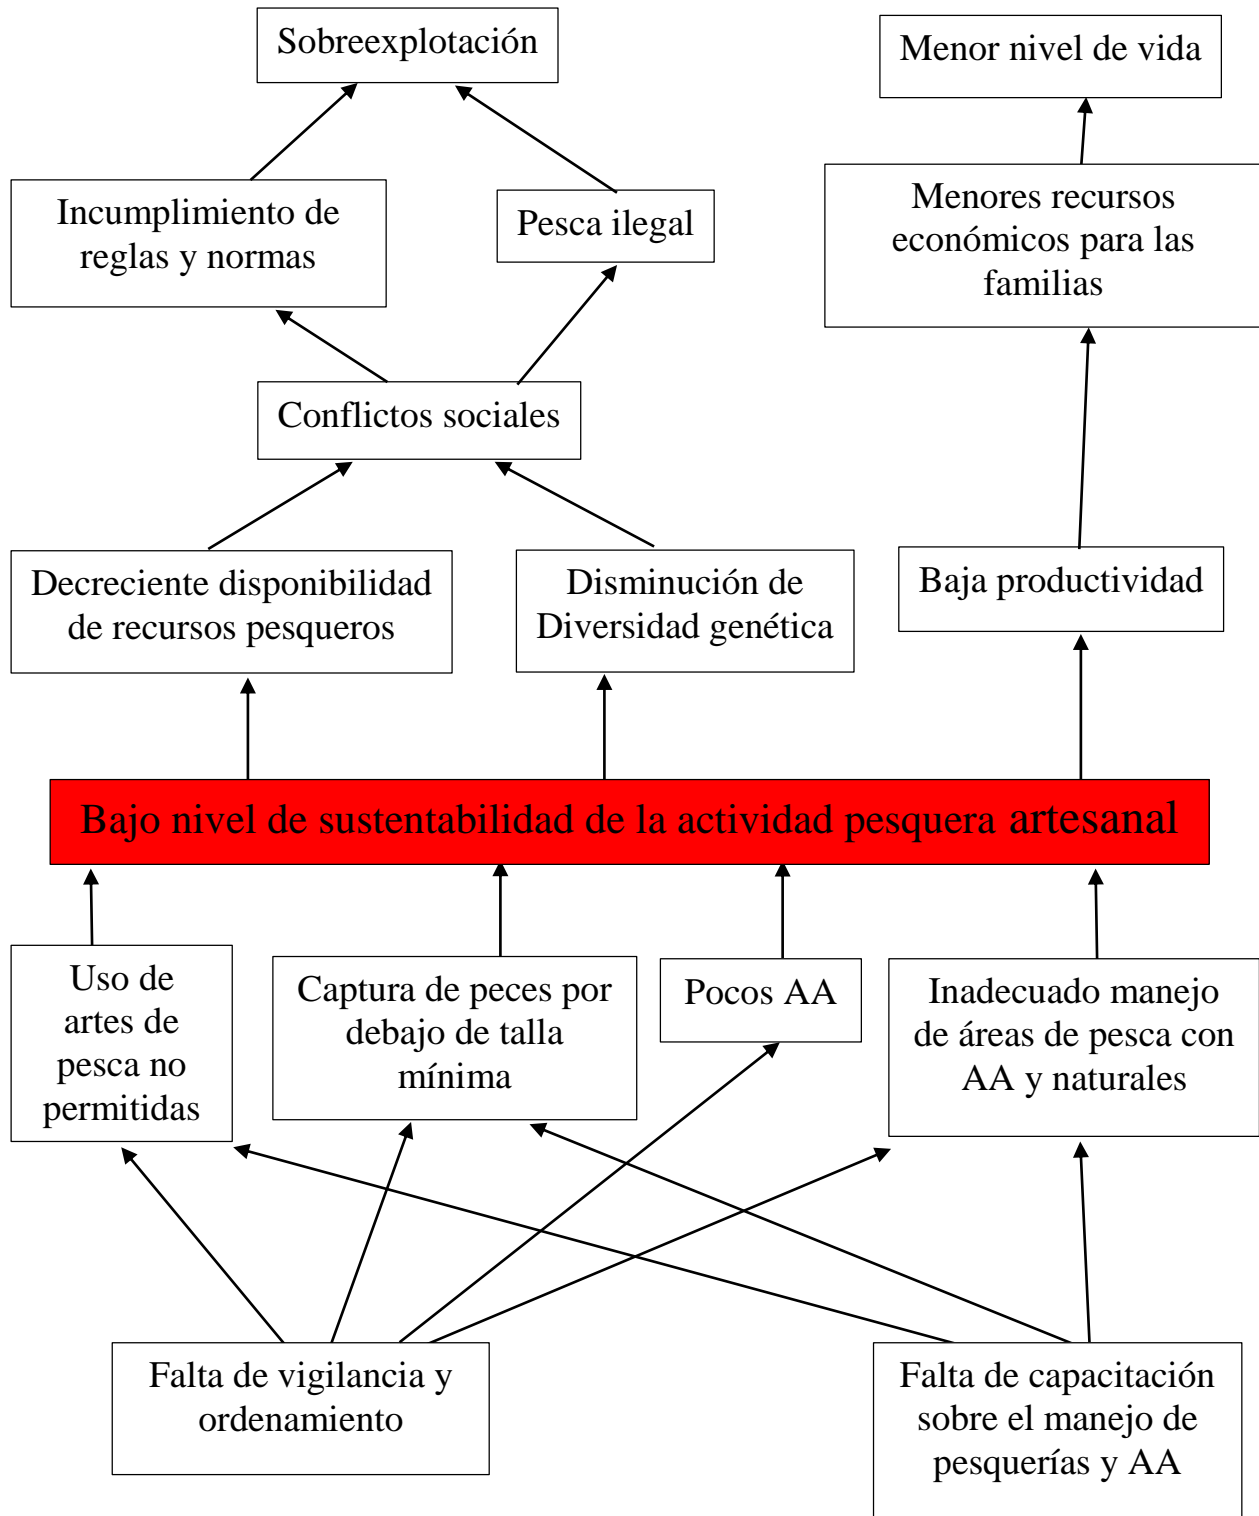 Sobreexplotación
Menor nivel de vida
Incumplimiento de
reglas y normas
Pesca ilegal
Menores recursos
económicos para las
familias
Conflictos sociales
Decreciente disponibilidad
de recursos pesqueros
Disminución de
Diversidad genética
Baja productividad
Bajo nivel de sustentabilidad de la actividad pesquera artesanal
Uso de
artes de
pesca no
permitidas
Captura de peces por
debajo de talla
mínima
Pocos AA
Inadecuado manejo
de áreas de pesca con
AA y naturales
Falta de vigilancia y
ordenamiento
Falta de capacitación
sobre el manejo de
pesquerías y AA